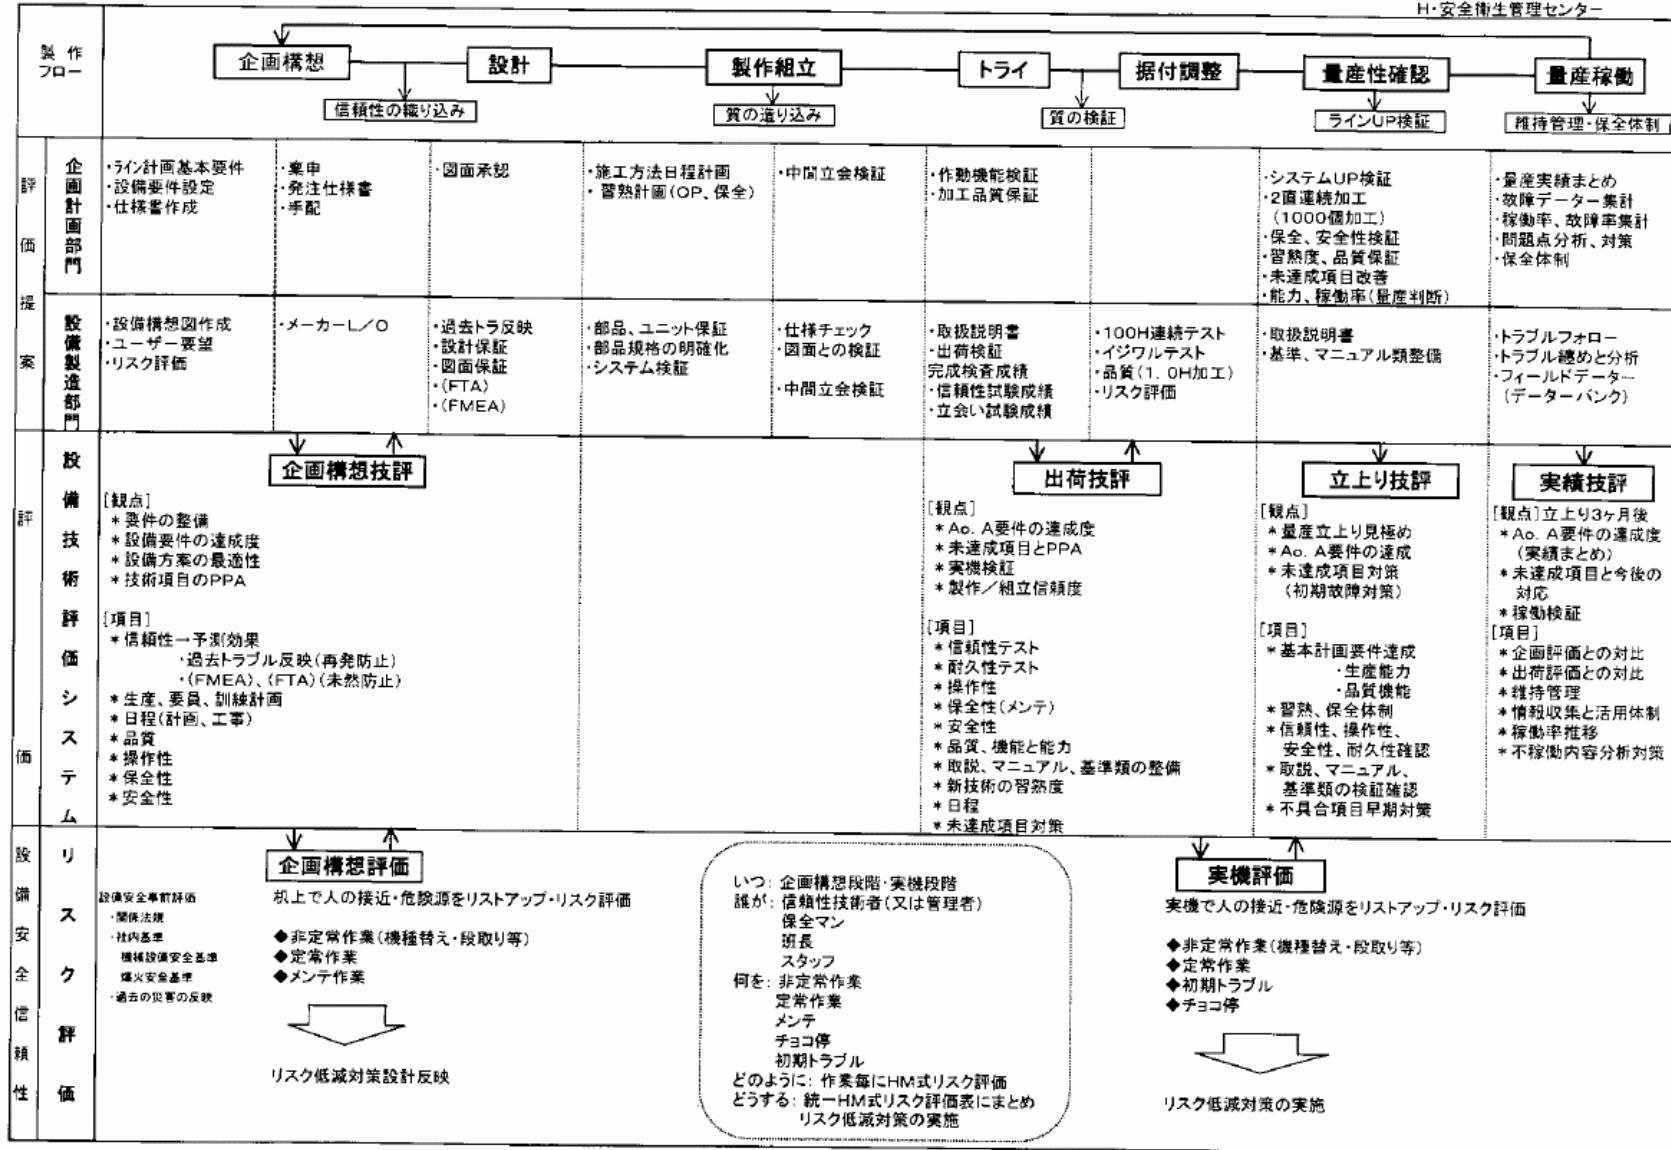 H・安全衛生管理センター
製 作
フロー
企画構想
設計
製作組立
トライ
据付調整
量産性確認
量産稼働
信頼性の織り込み
質の造り込み
質の検証
ラインUP検証
維持管理・保全体制
評価提案
企画計画部門
・ライン計画基本要件
・設備要件設定
・仕様書作成
・稟申
・発注仕様書
・手配
・図面承認
・施工方法日程計画
・習熟計画(OP、保全)
・中間立会検証
・作動機能検証
・加工品質保証
・システムUP検証
・2直連続加工
(1000個加工)
・保全、安全性検証
・習熟度、品質保証
・未達成項目改善
・能力、稼働率(量産判断)
・量産実績まとめ
・故障データー集計
・稼働率、故障率集計
・問題点分析、対策
・保全体制
設備製造部門
・設備構想図作成
・ユーザー要望
・リスク評価
・メーカーL/O
・過去トラ反映
・設計保証
・図面保証
・(FTA)
・(FMEA)
・部品、ユニット保証
・部品規格の明確化
・システム検証
・仕様チェック
・図面との検証
・中間立会検証
・取扱説明書
・出荷検証
完成検査成績
・信頼性試験成績
・立会い試験成績
・100H連続テスト
・イジワルテスト
・品質(1.0H加工)
・リスク評価
・取扱説明書
・基準、マニュアル類整備
・トラブルフォロー
・トラブル纏めと分析
・フィールドデーター
(データーバンク)
評価
設備技術評価システム
企画構想技評
[観点]
*要件の整備
*設備要件の達成度
*設備方案の最適性
*技術項目のPPA
[項目]
*信頼性→予測効果
・過去トラブル反映(再発防止)
・(FMEA)、(FTA)(未然防止)
*生産、要員、訓練計画
*日程(計画、工事)
*品質
*操作性
*保全性
*安全性
出荷技評
[観点]
*Ao. A要件の達成度
*未達成項目とPPA
*実機検証
*製作/組立信頼度
[項目]
*信頼性テスト
*耐久性テスト
*操作性
*保全性(メンテ)
*安全性
*品質、機能と能力
*取説、マニュアル、基準類の整備
*新技術の習熟度
*日程
*未達成項目対策
立上り技評
[観点]
*量産立上り見極め
*Ao. A要件の達成
*未達成項目対策
(初期故障対策)
[項目]
*基本計画要件達成
・生産能力
・品質機能
*習熟、保全体制
*信頼性、操作性、
安全性、耐久性確認
*取説、マニュアル、
基準類の検証確認
*不具合項目早期対策
実績技評
[観点]立上り3ヶ月後
*Ao. A要件の達成度
(実績まとめ)
*未達成項目と今後の
対応
*稼働検証
[項目]
*企画評価との対比
*出荷評価との対比
*維持管理
*情報収集と活用体制
*稼働率推移
*不稼働内容分析対策
設備安全信頼性
リスク評価
設備安全事前評価
・関係法規
・社内基準
機械設備安全基準
爆火安全基準
・過去の災害の反映
企画構想評価
机上で人の接近・危険源をリストアップ・リスク評価
◆非定常作業(機種替え・段取り等)
◆定常作業
◆メンテ作業
リスク低減対策設計反映
いつ: 企画構想段階・実機段階
誰が: 信頼性技術者(又は管理者)
保全マン
班長
スタッフ
何を: 非定常作業
定常作業
メンテ
チョコ停
初期トラブル
どのように: 作業毎にHM式リスク評価
どうする: 統一HM式リスク評価表にまとめ
リスク低減対策の実施
実機評価
実機で人の接近・危険源をリストアップ・リスク評価
◆非定常作業(機種替え・段取り等)
◆定常作業
◆初期トラブル
◆チョコ停
リスク低減対策の実施